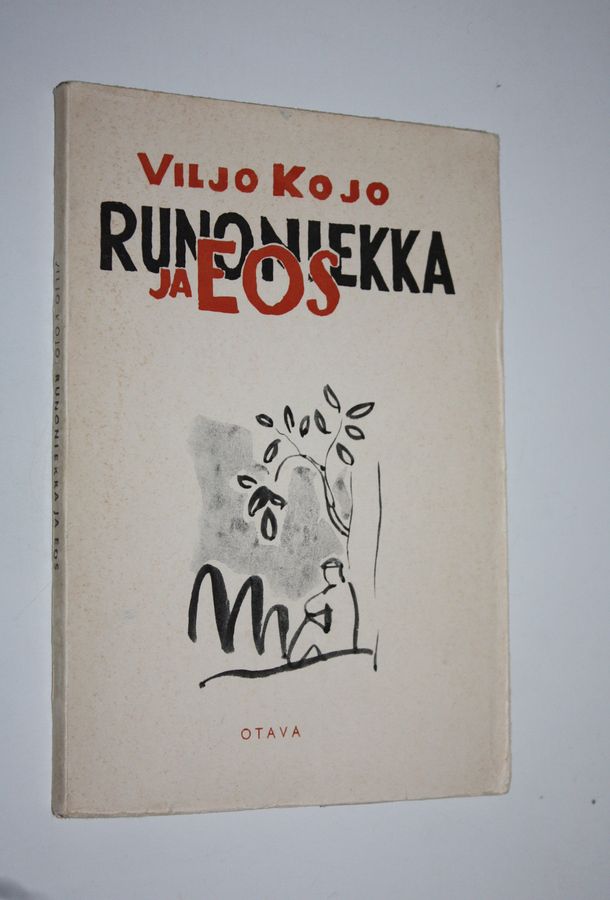 VILJO KOJO
RUNONIEKKA
JA EOS
OTAVA
VILJO KOJO: RUNONIEKKA JA EOS